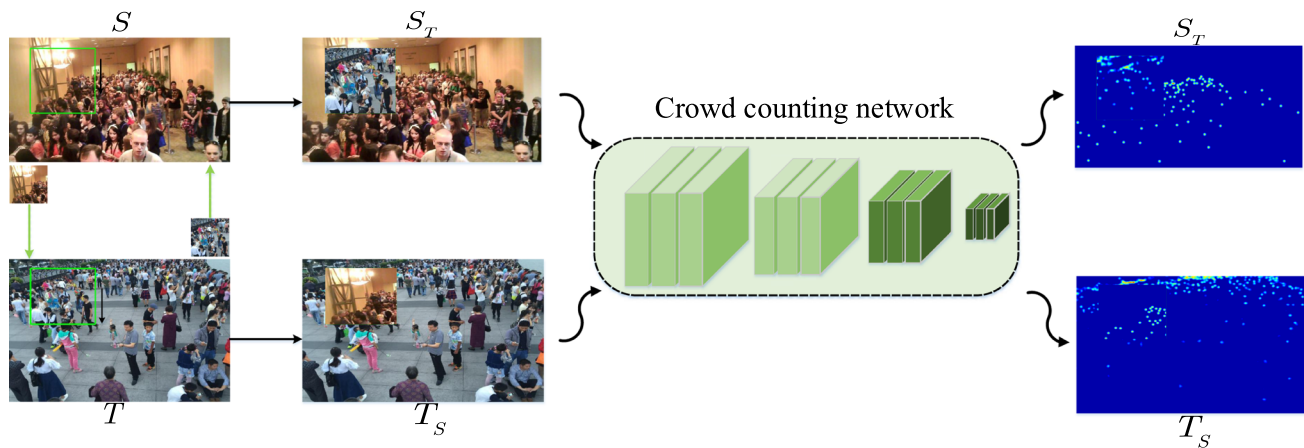 S
S_T
S_T
Crowd counting network
T
T_S
T_S